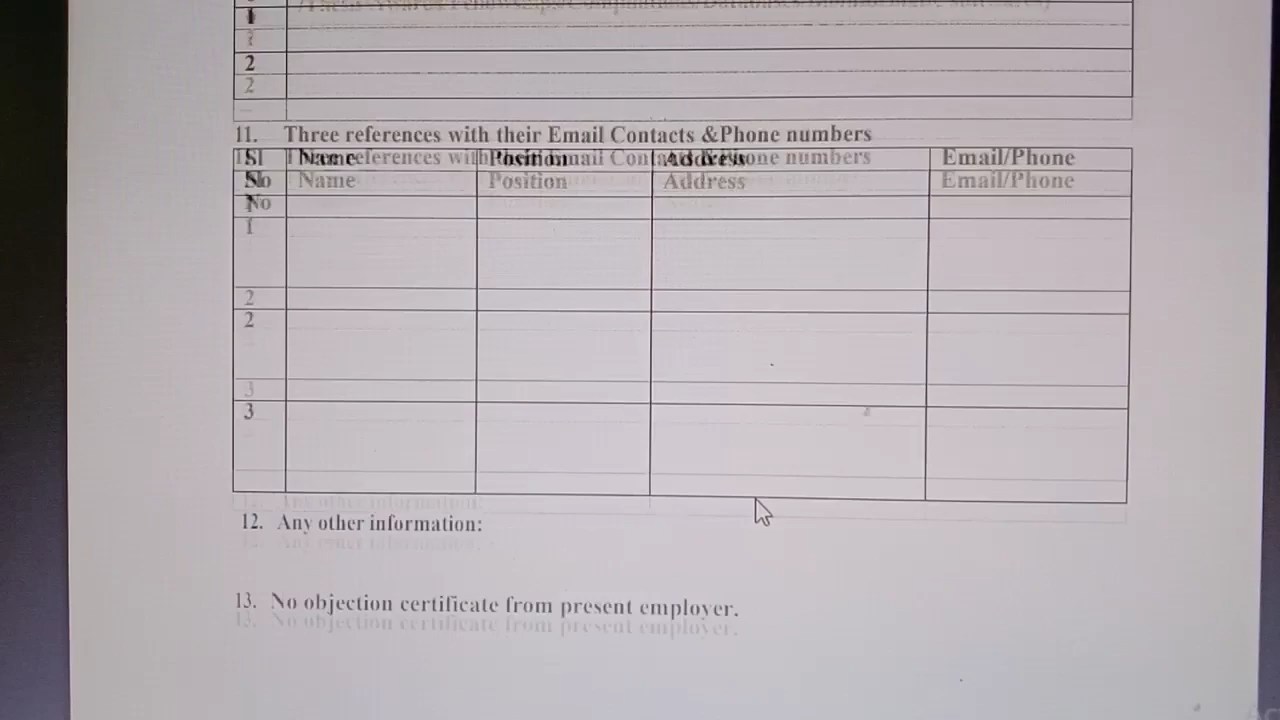 1
2
11. Three references with their Email Contacts &Phone numbers
Sl No Name Position Address Email/Phone
1
2
3
12. Any other information:
13. No objection certificate from present employer.